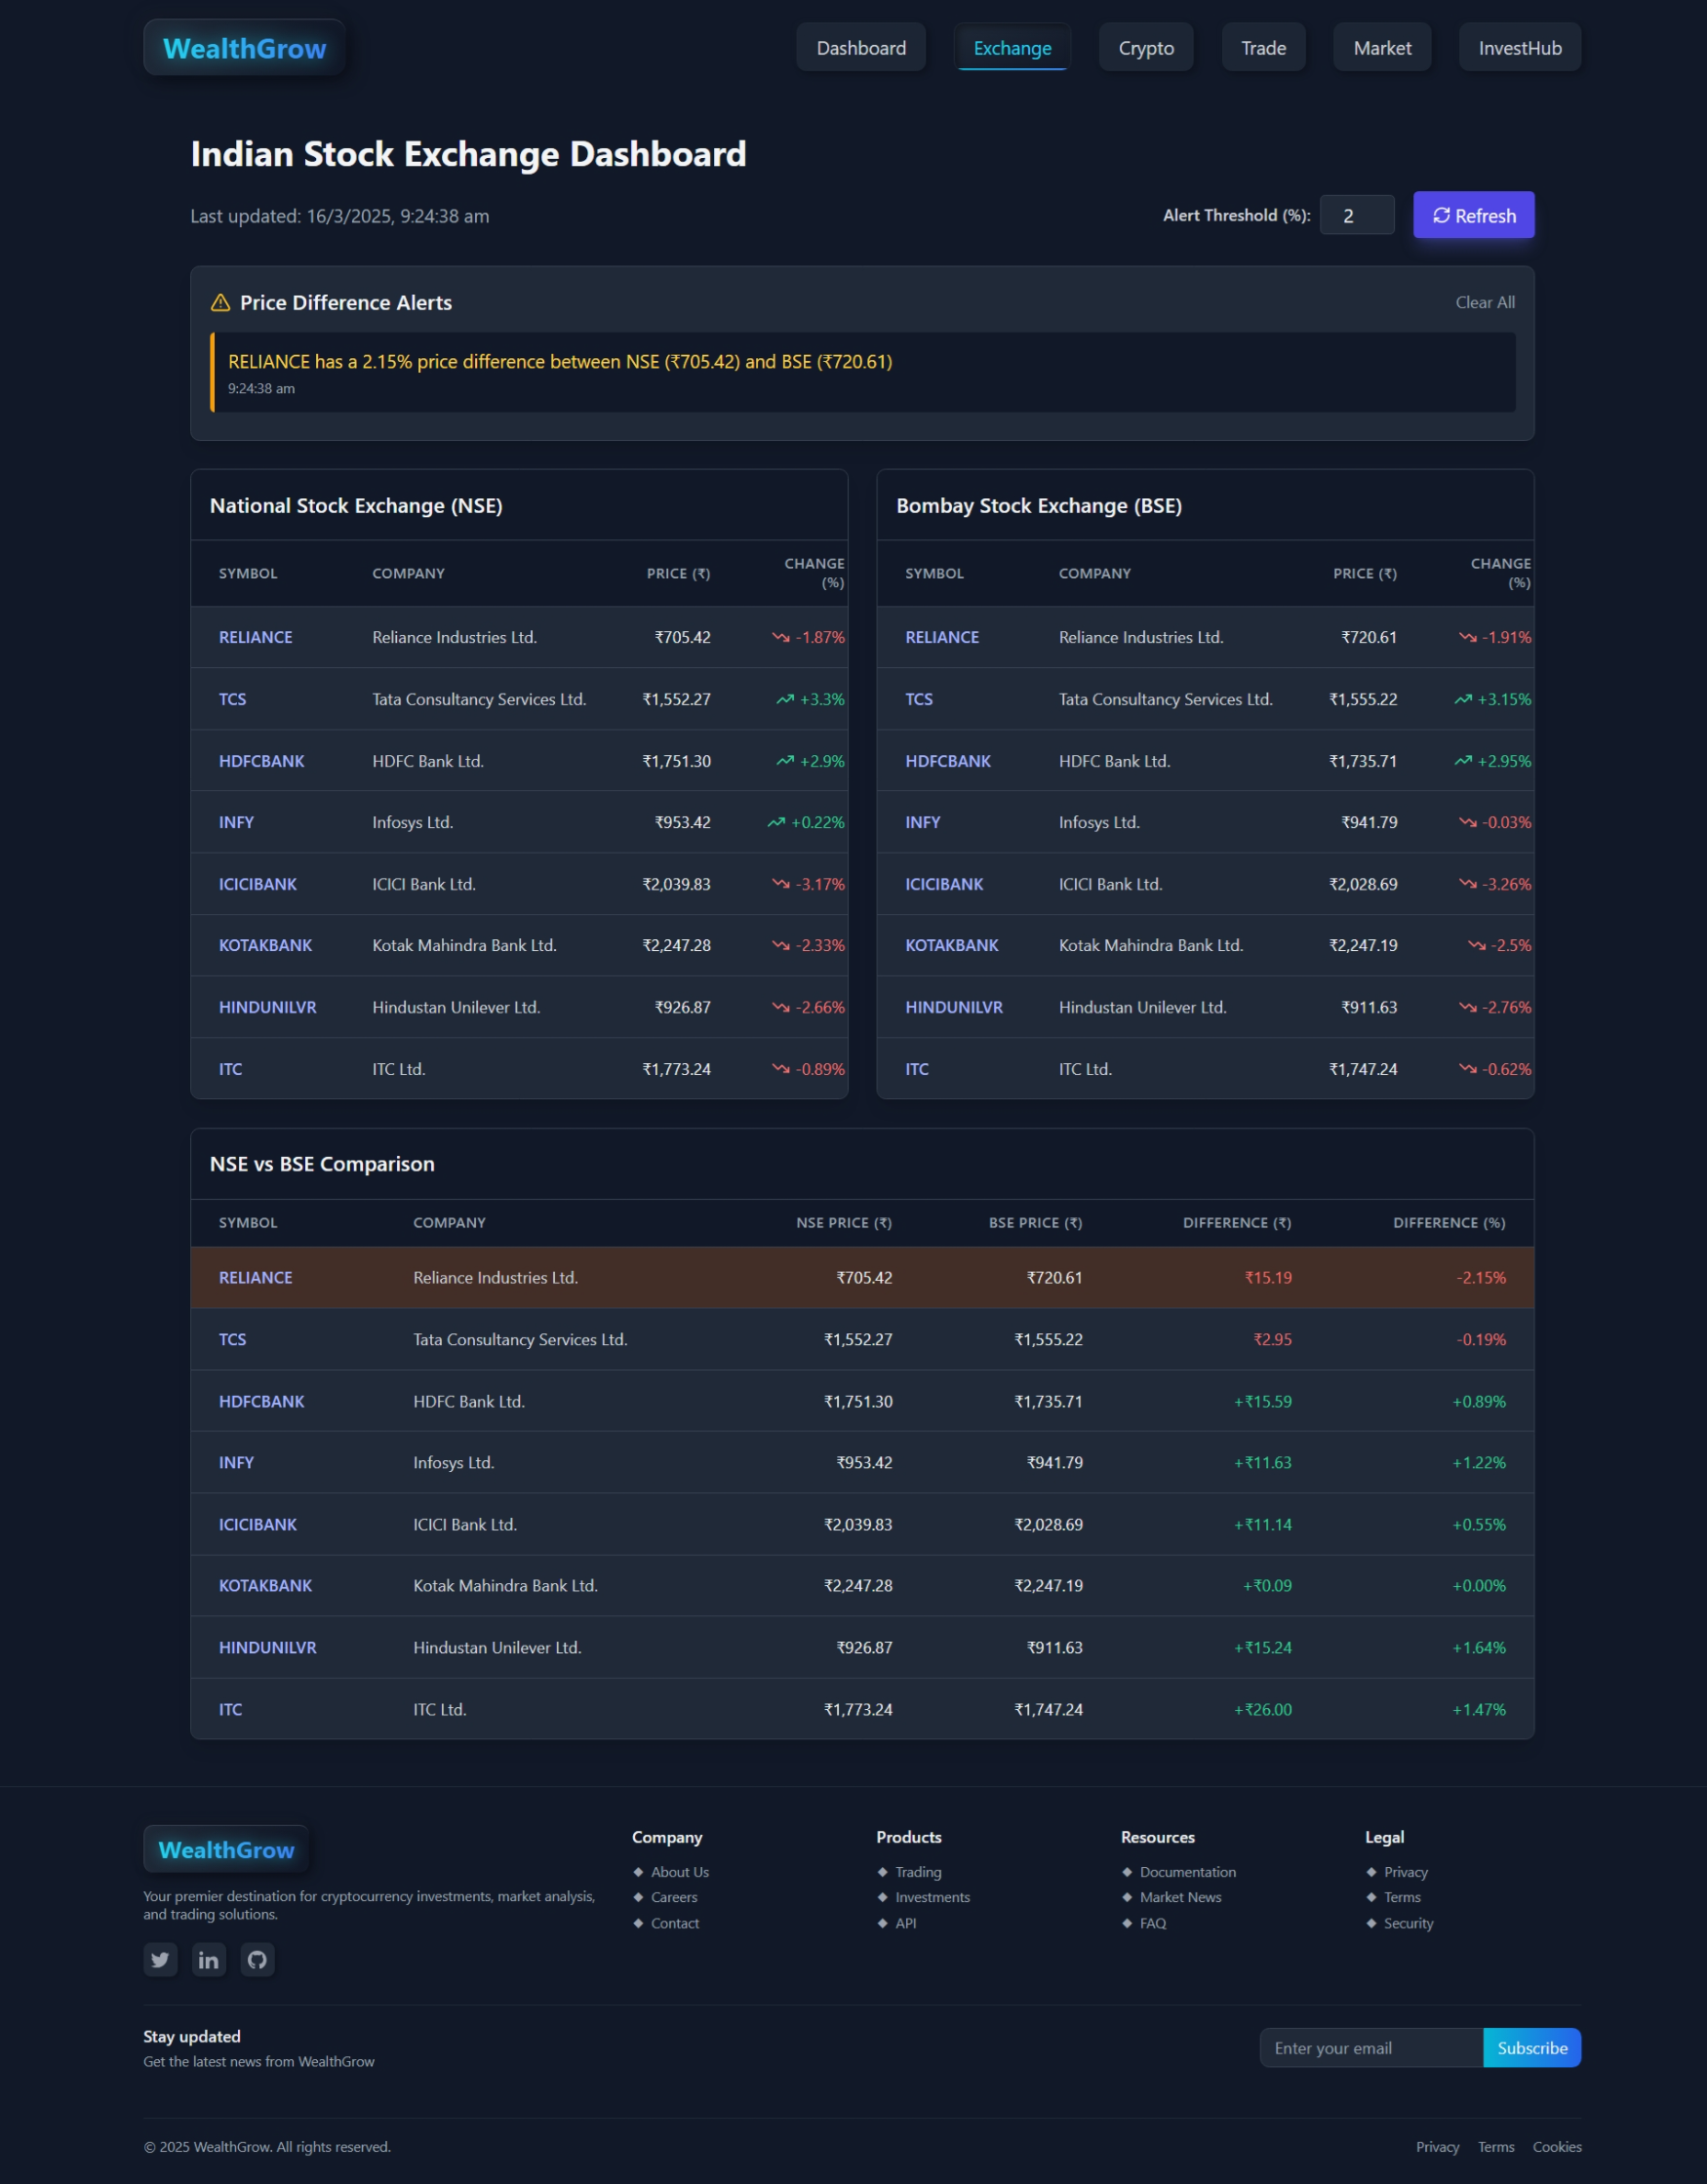 WealthGrow
Dashboard Exchange Crypto Trade Market InvestHub
Indian Stock Exchange Dashboard
Last updated: 16/3/2025, 9:24:38 am
Alert Threshold (%): 2 Refresh
Price Difference Alerts Clear All
RELIANCE has a 2.15% price difference between NSE (₹705.42) and BSE (₹720.61)
9:24:38 am
National Stock Exchange (NSE)
SYMBOL COMPANY PRICE (₹) CHANGE (%)
RELIANCE Reliance Industries Ltd. ₹705.42 -1.87%
TCS Tata Consultancy Services Ltd. ₹1,552.27 +3.3%
HDFCBANK HDFC Bank Ltd. ₹1,751.30 +2.9%
INFY Infosys Ltd. ₹953.42 +0.22%
ICICIBANK ICICI Bank Ltd. ₹2,039.83 -3.17%
KOTAKBANK Kotak Mahindra Bank Ltd. ₹2,247.28 -2.33%
HINDUNILVR Hindustan Unilever Ltd. ₹926.87 -2.66%
ITC ITC Ltd. ₹1,773.24 -0.89%
Bombay Stock Exchange (BSE)
SYMBOL COMPANY PRICE (₹) CHANGE (%)
RELIANCE Reliance Industries Ltd. ₹720.61 -1.91%
TCS Tata Consultancy Services Ltd. ₹1,555.22 +3.15%
HDFCBANK HDFC Bank Ltd. ₹1,735.71 +2.95%
INFY Infosys Ltd. ₹941.79 -0.03%
ICICIBANK ICICI Bank Ltd. ₹2,028.69 -3.26%
KOTAKBANK Kotak Mahindra Bank Ltd. ₹2,247.19 -2.5%
HINDUNILVR Hindustan Unilever Ltd. ₹911.63 -2.76%
ITC ITC Ltd. ₹1,747.24 -0.62%
NSE vs BSE Comparison
SYMBOL COMPANY NSE PRICE (₹) BSE PRICE (₹) DIFFERENCE (₹) DIFFERENCE (%)
RELIANCE Reliance Industries Ltd. ₹705.42 ₹720.61 ₹15.19 -2.15%
TCS Tata Consultancy Services Ltd. ₹1,552.27 ₹1,555.22 ₹2.95 -0.19%
HDFCBANK HDFC Bank Ltd. ₹1,751.30 ₹1,735.71 +₹15.59 +0.89%
INFY Infosys Ltd. ₹953.42 ₹941.79 +₹11.63 +1.22%
ICICIBANK ICICI Bank Ltd. ₹2,039.83 ₹2,028.69 +₹11.14 +0.55%
KOTAKBANK Kotak Mahindra Bank Ltd. ₹2,247.28 ₹2,247.19 +₹0.09 +0.00%
HINDUNILVR Hindustan Unilever Ltd. ₹926.87 ₹911.63 +₹15.24 +1.64%
ITC ITC Ltd. ₹1,773.24 ₹1,747.24 +₹26.00 +1.47%
WealthGrow
Your premier destination for cryptocurrency investments, market analysis,
and trading solutions.
Company
About Us
Careers
Contact
Products
Trading
Investments
API
Resources
Documentation
Market News
FAQ
Legal
Privacy
Terms
Security
Stay updated
Get the latest news from WealthGrow
Enter your email Subscribe
© 2025 WealthGrow. All rights reserved.
Privacy Terms Cookies